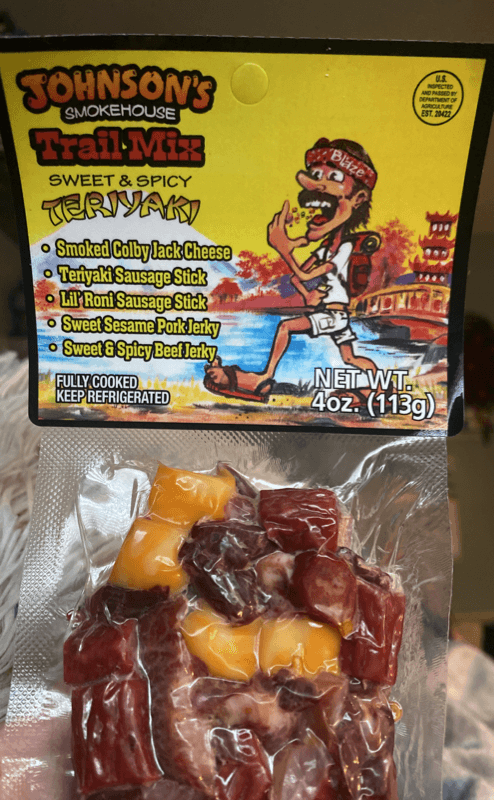 JOHNSON'S
SMOKEHOUSE
Trail Mix
SWEET & SPICY
TERIYAKI
• Smoked Colby Jack Cheese
• Teriyaki Sausage Stick
• Lil' Roni Sausage Stick
• Sweet Sesame Pork Jerky
• Sweet & Spicy Beef Jerky
FULLY COOKED
KEEP REFRIGERATED
Blaze
U.S.
INSPECTED
AND PASSED BY
DEPARTMENT OF
AGRICULTURE
EST. 20422
NET WT.
4oz. (113g)